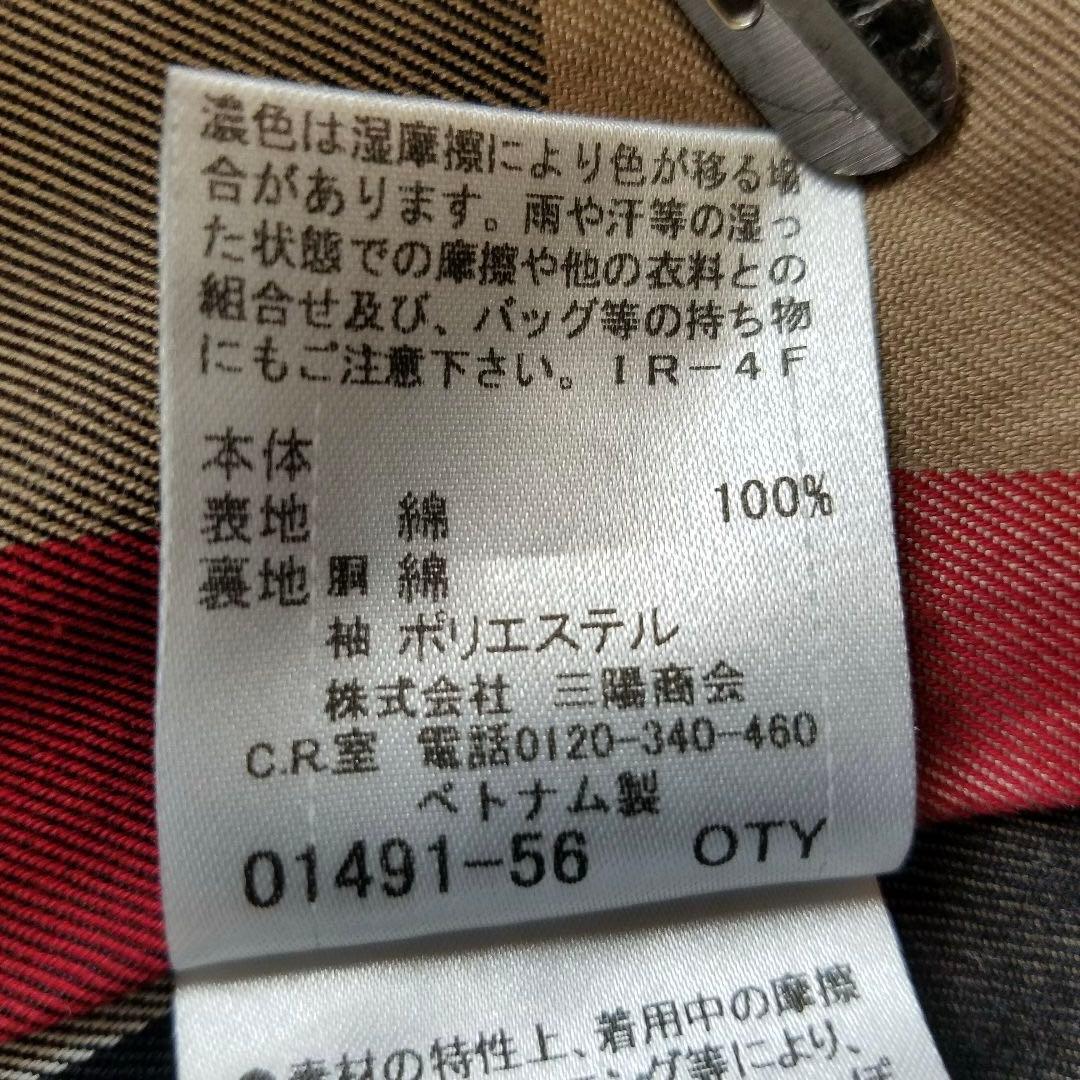 濃色は湿摩擦により色が移る場
合があります。雨や汗等の湿っ
た状態での摩擦や他の衣料との
組合せ及び、バッグ等の持ち物
にもご注意下さい。IR-4F
本体
表地 綿 100%
裏地 胴 綿
袖 ポリエステル
株式会社 三陽商会
C.R.室 電話0120-340-460
ベトナム製
01491-56 OTY
●素材の特性上、着用中の摩擦
グ等により、